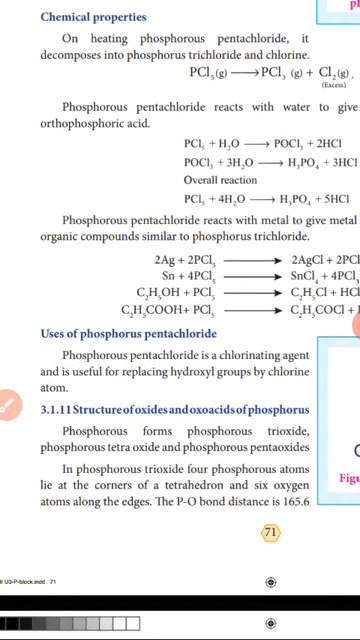 ph
Chemical properties
On heating phosphorous pentachloride, it
decomposes into phosphorus trichloride and chlorine.
PCl₅(g) ⟶ PCl₃ (g) + Cl₂(g) .
(Excess)
Phosphorous pentachloride reacts with water to give
orthophosphoric acid.
PCl₅ + H₂O ⟶ POCl₃ + 2HCl
POCl₃ + 3H₂O ⟶ H₃PO₄ + 3HCl
Overall reaction
PCl₅ + 4H₂O ⟶ H₃PO₄ + 5HCl
Phosphorous pentachloride reacts with metal to give metal
organic compounds similar to phosphorus trichloride.
2Ag + 2PCl₅ ⟶ 2AgCl + 2PCl
Sn + 4PCl₅ ⟶ SnCl₄ + 4PCl₃
C₂H₅OH + PCl₅ ⟶ C₂H₅Cl + HCl
C₂H₅COOH+ PCl₅ ⟶ C₂H₅COCl +
Uses of phosphorus pentachloride
Phosphorous pentachloride is a chlorinating agent
and is useful for replacing hydroxyl groups by chlorine
atom.
3.1.11 Structure of oxides and oxoacids of phosphorus
Phosphorous forms phosphorous trioxide,
phosphorous tetra oxide and phosphorous pentaoxides
In phosphorous trioxide four phosphorous atoms
lie at the corners of a tetrahedron and six oxygen
atoms along the edges. The P-O bond distance is 165.6
Figu
71
II U3-P-block.indd 71